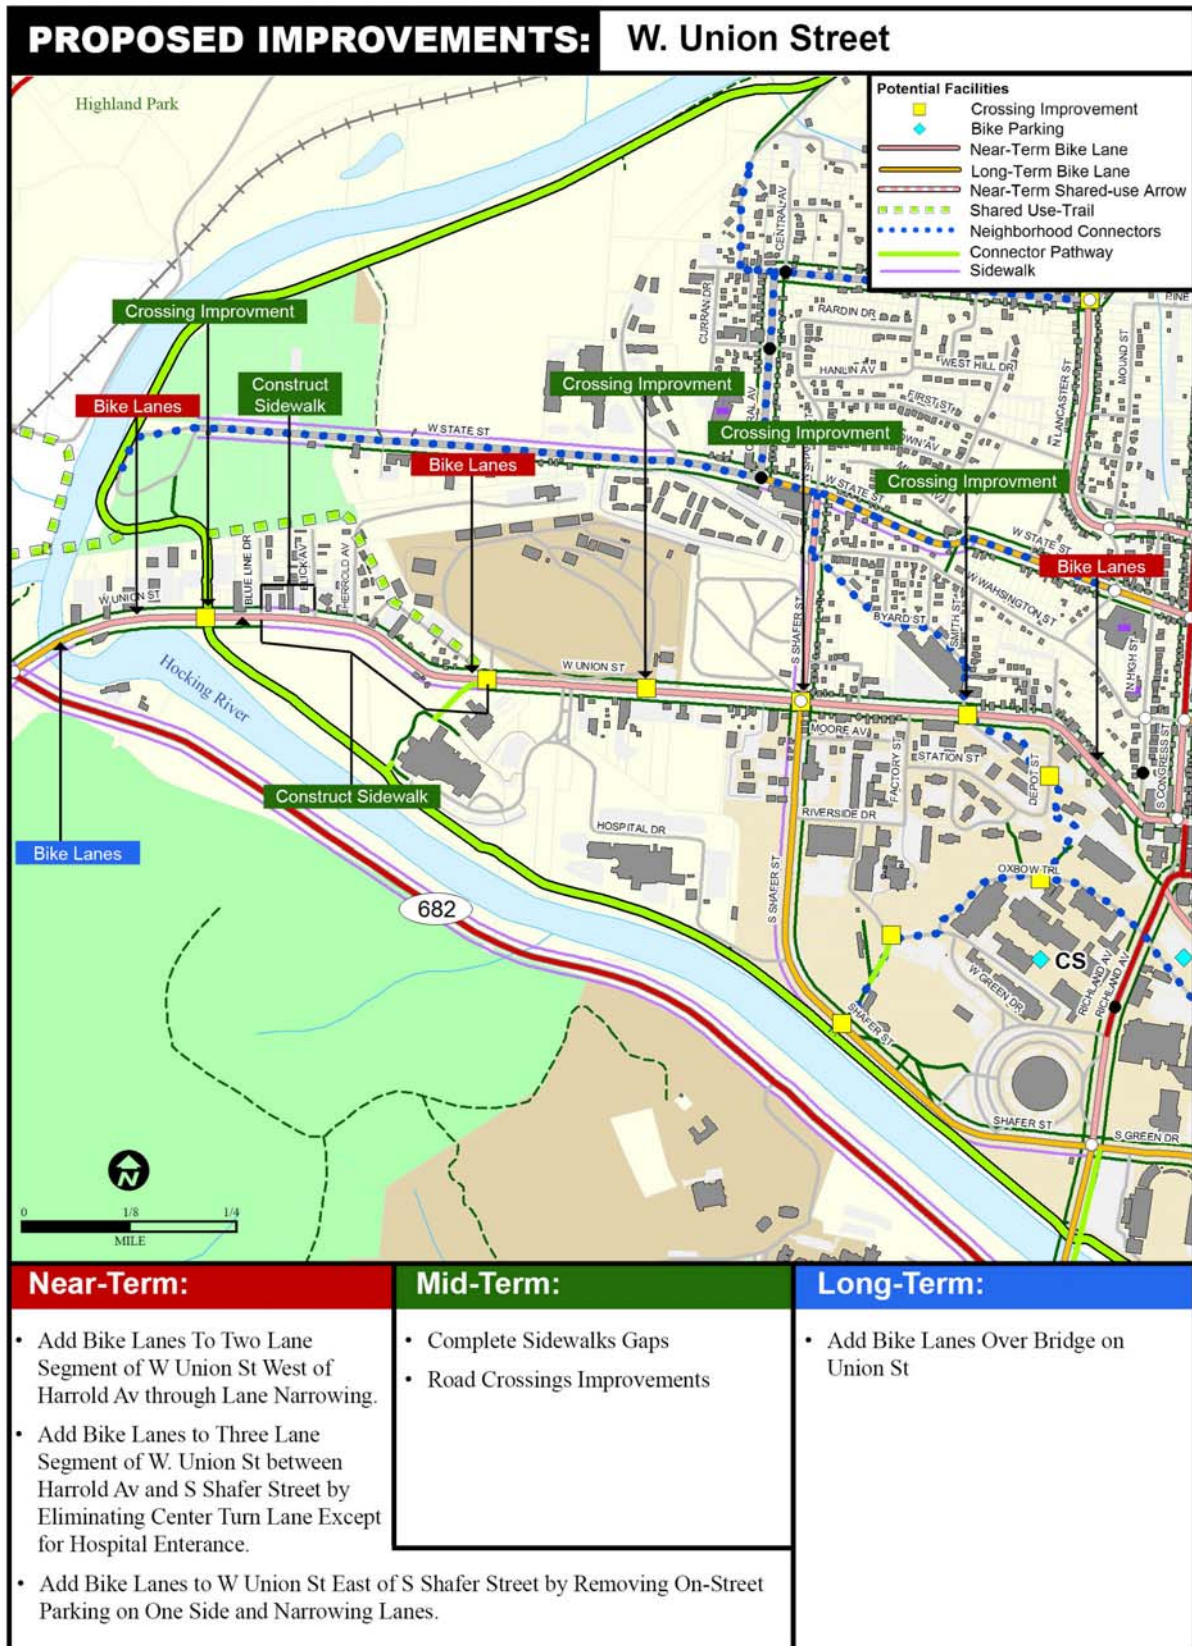 PROPOSED IMPROVEMENTS: W. Union Street
Highland Park
Potential Facilities
Crossing Improvement
Bike Parking
Near-Term Bike Lane
Long-Term Bike Lane
Near-Term Shared-use Arrow
Shared Use-Trail
Neighborhood Connectors
Connector Pathway
Sidewalk
CENTRAL AV
CURRAN DR
RARDIN DR
HANLIN AV
WEST HILL DR
FIRST ST
N LANCASTER ST
MOUND ST
Crossing Improvment
Construct
Sidewalk
Bike Lanes
Crossing Improvment
Crossing Improvment
Bike Lanes
Crossing Improvment
Bike Lanes
W STATE ST
W STATE ST
W STATE ST
W WAHSINGTON ST
BYARD ST
SMITH ST
N HIGH ST
S CONGRESS ST
W UNION ST
BLUE LINE DR
HERROLD AV
W UNION ST
S SHAFER ST
MOORE AV
FACTORY ST
STATION ST
DEPOT ST
Hocking River
Construct Sidewalk
Bike Lanes
HOSPITAL DR
RIVERSIDE DR
S SHAFER ST
OXBOW TRL
682
CS
W GREEN DR
RICHLAND AV
RICHLAND AV
SHAFER ST
SHAFER ST
S GREEN DR
N
0 1/8 1/4
MILE
Near-Term:
• Add Bike Lanes To Two Lane
Segment of W Union St West of
Harrold Av through Lane Narrowing.
• Add Bike Lanes to Three Lane
Segment of W. Union St between
Harrold Av and S Shafer Street by
Eliminating Center Turn Lane Except
for Hospital Enterance.
• Add Bike Lanes to W Union St East of S Shafer Street by Removing On-Street
Parking on One Side and Narrowing Lanes.
Mid-Term:
• Complete Sidewalks Gaps
• Road Crossings Improvements
Long-Term:
• Add Bike Lanes Over Bridge on
Union St